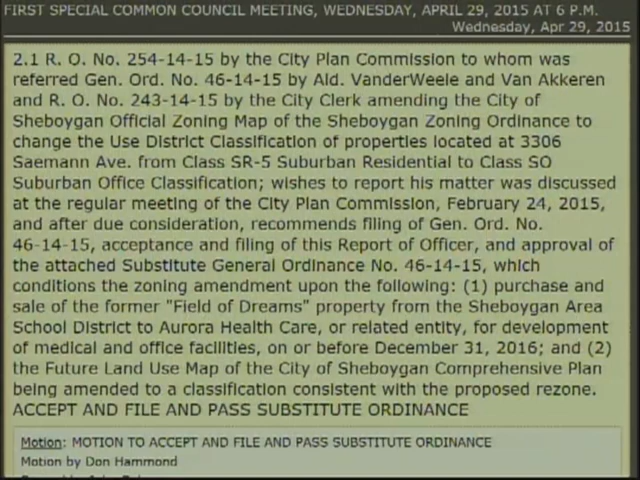 FIRST SPECIAL COMMON COUNCIL MEETING, WEDNESDAY, APRIL 29, 2015 AT 6 P.M.
Wednesday, Apr 29, 2015
2.1 R. O. No. 254-14-15 by the City Plan Commission to whom was
referred Gen. Ord. No. 46-14-15 by Ald. VanderWeele and Van Akkeren
and R. O. No. 243-14-15 by the City Clerk amending the City of
Sheboygan Official Zoning Map of the Sheboygan Zoning Ordinance to
change the Use District Classification of properties located at 3306
Saemann Ave. from Class SR-5 Suburban Residential to Class SO
Suburban Office Classification; wishes to report his matter was discussed
at the regular meeting of the City Plan Commission, February 24, 2015,
and after due consideration, recommends filing of Gen. Ord. No.
46-14-15, acceptance and filing of this Report of Officer, and approval of
the attached Substitute General Ordinance No. 46-14-15, which
conditions the zoning amendment upon the following: (1) purchase and
sale of the former "Field of Dreams" property from the Sheboygan Area
School District to Aurora Health Care, or related entity, for development
of medical and office facilities, on or before December 31, 2016; and (2)
the Future Land Use Map of the City of Sheboygan Comprehensive Plan
being amended to a classification consistent with the proposed rezone.
ACCEPT AND FILE AND PASS SUBSTITUTE ORDINANCE
Motion: MOTION TO ACCEPT AND FILE AND PASS SUBSTITUTE ORDINANCE
Motion by Don Hammond